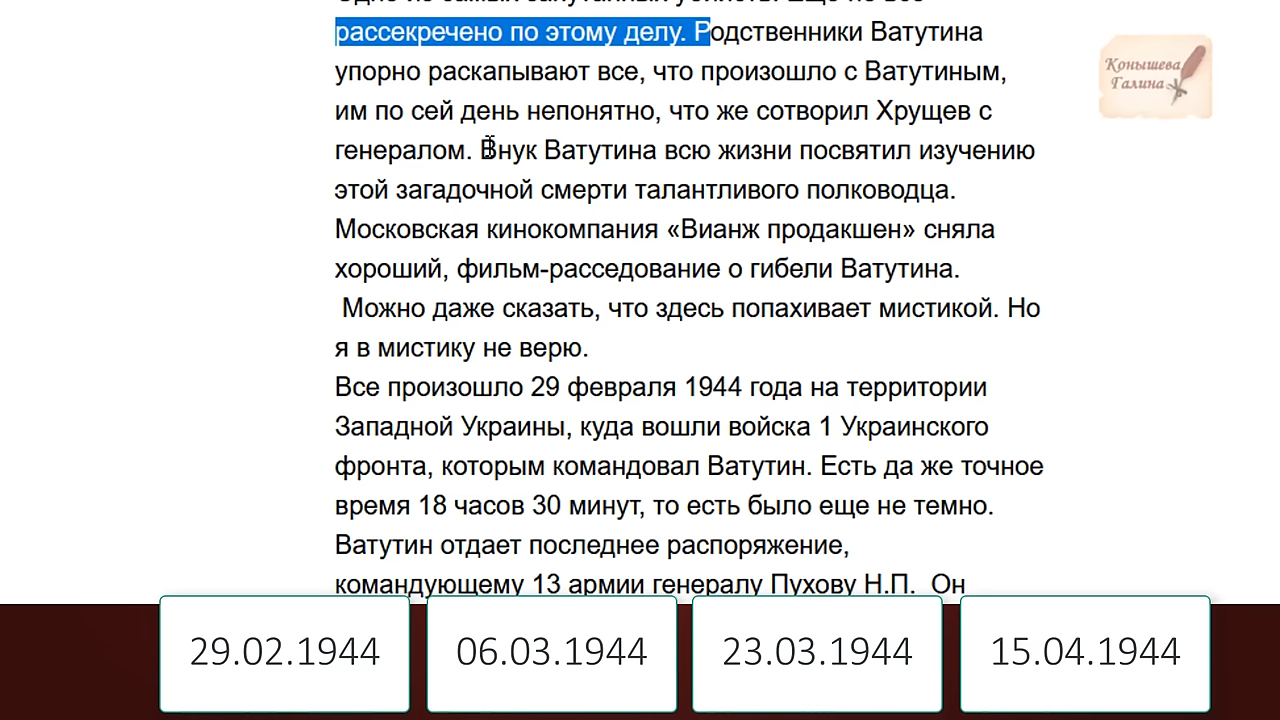 рассекречено по этому делу. Родственники Ватутина
упорно раскапывают все, что произошло с Ватутиным,
им по сей день непонятно, что же сотворил Хрущев с
генералом. Внук Ватутина всю жизни посвятил изучению
этой загадочной смерти талантливого полководца.
Московская кинокомпания «Вианж продакшен» сняла
хороший, фильм-расседование о гибели Ватутина.
Можно даже сказать, что здесь попахивает мистикой. Но
я в мистику не верю.
Все произошло 29 февраля 1944 года на территории
Западной Украины, куда вошли войска 1 Украинского
фронта, которым командовал Ватутин. Есть да же точное
время 18 часов 30 минут, то есть было еще не темно.
Ватутин отдает последнее распоряжение,
командующему 13 армии генералу Пухову Н.П.  Он
Конышева
Галина
29.02.1944
06.03.1944
23.03.1944
15.04.1944